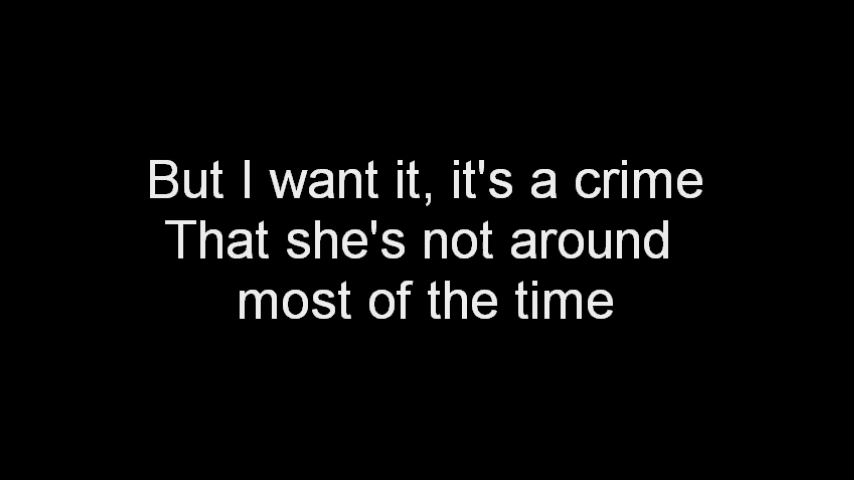 But I want it, it's a crime
That she's not around
most of the time